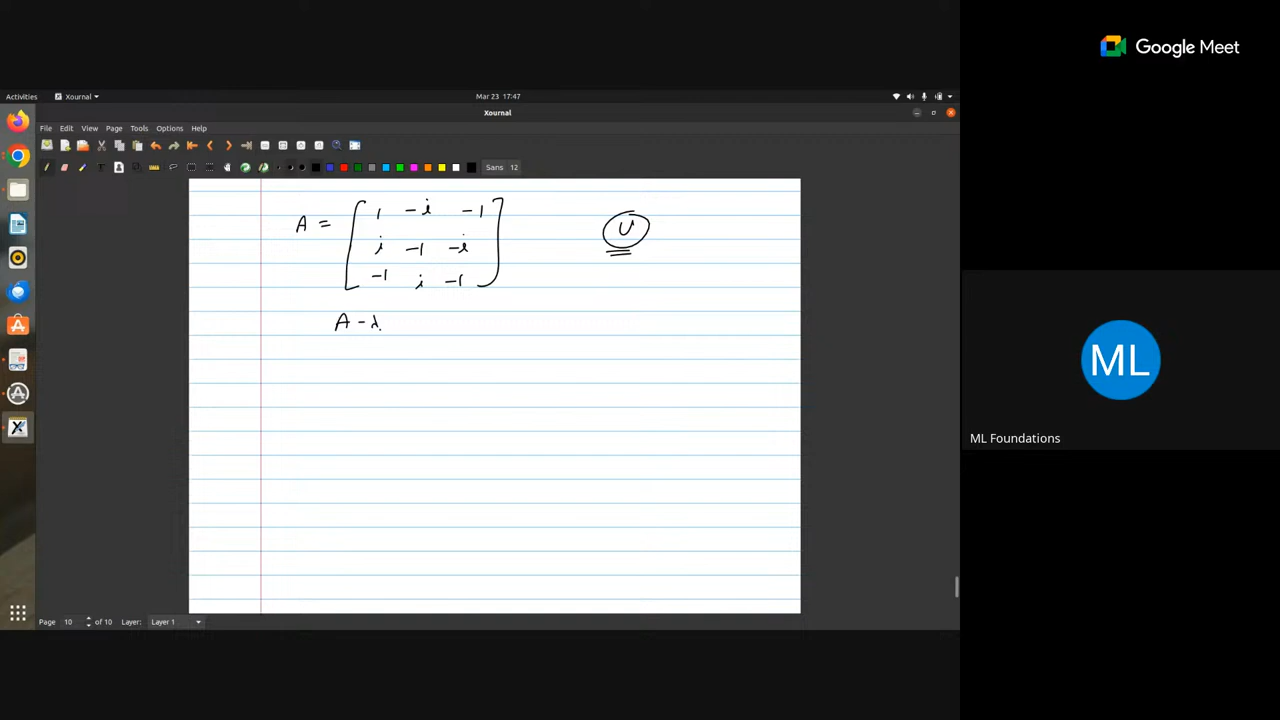 Google Meet
Activities Xournal Mar 23 17:47
Xournal
File Edit View Page Tools Options Help
Sans 12
A = [ 1 -i -1
i -1 -i
-1 i -1 ]
U
A - λ
ML
ML Foundations
Page 10 of 10 Layer: Layer 1